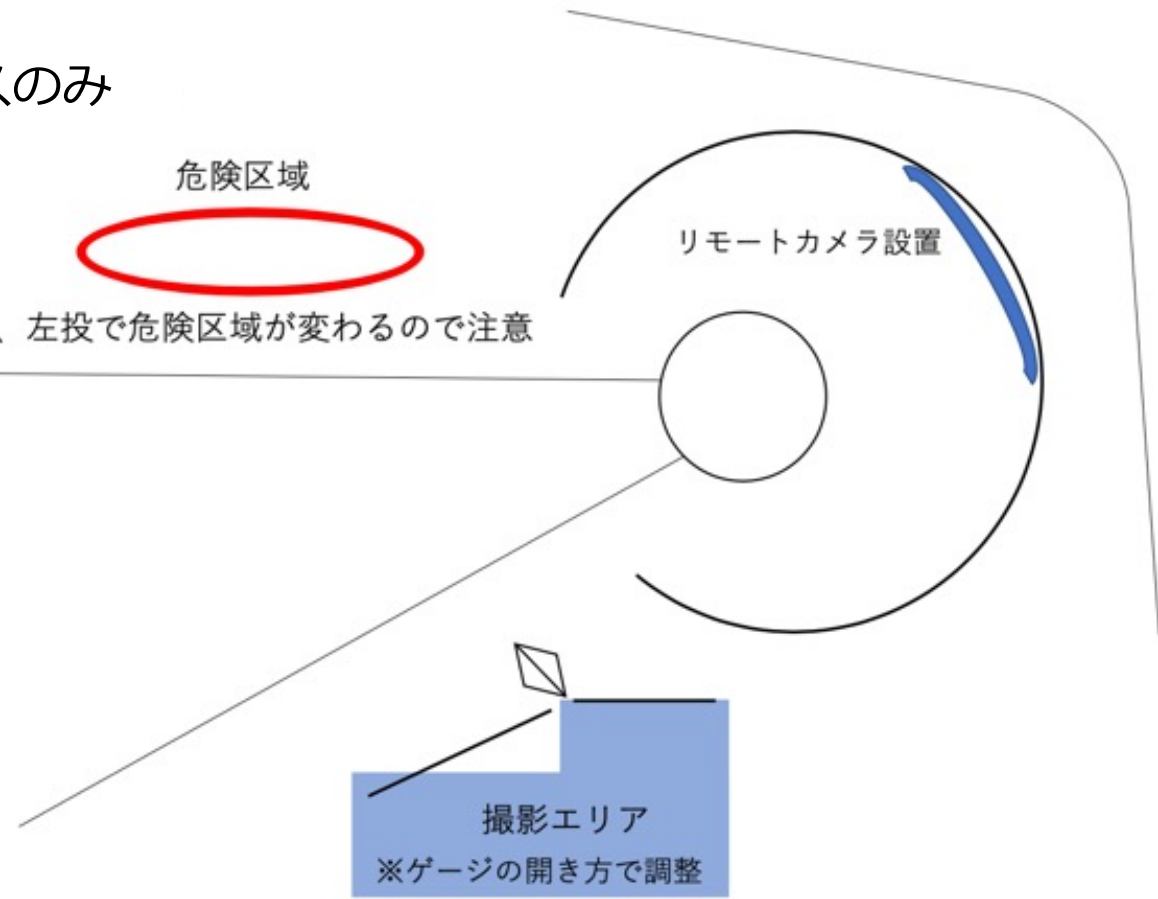 のみ
危険区域
リモートカメラ設置
、左投で危険区域が変わるので注意
撮影エリア
※ゲージの開き方で調整